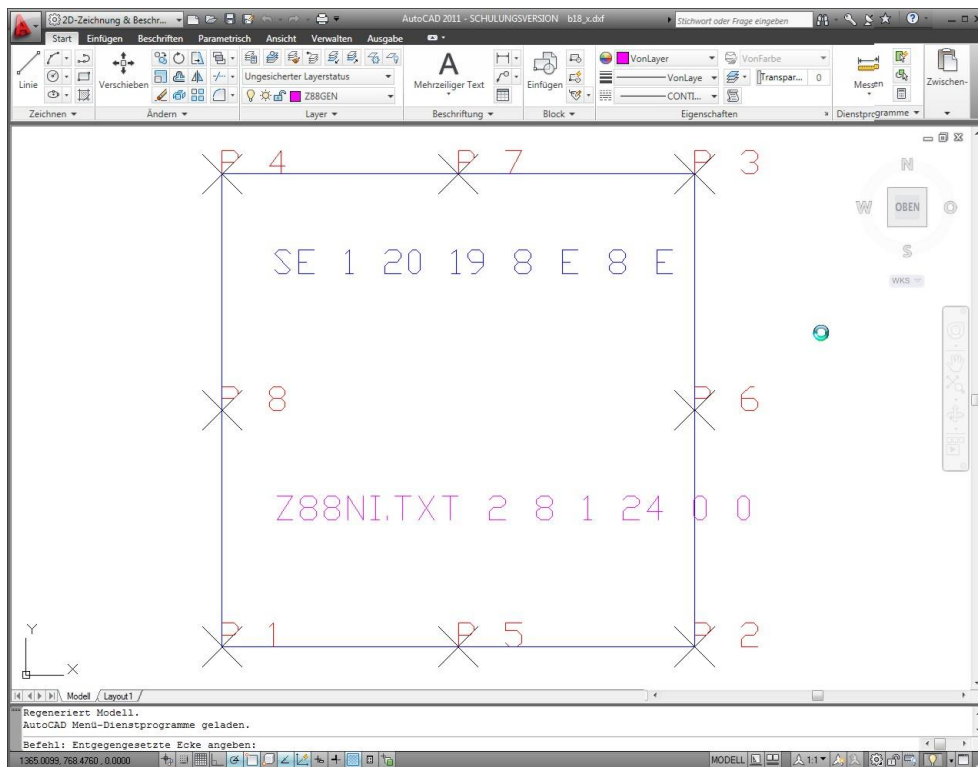 2D-Zeichnung & Beschr...
AutoCAD 2011 - SCHULUNGSVERSION b18_x.dxf
Stichwort oder Frage eingeben
Start Einfügen Beschriften Parametrisch Ansicht Verwalten Ausgabe
Linie
Verschieben
Ungesicherter Layerstatus
Z88GEN
Mehrzeiliger Text
Einfügen
VonLayer
VonLaye
CONTI...
VonFarbe
Transpar... 0
Messen
Zwischen-
Zeichnen
Ändern
Layer
Beschriftung
Block
Eigenschaften
Dienstprogramme
P 4 P 7 P 3
N
W OBEN O
S
WKS
SE 1 20 19 8 E 8 E
P 8 P 6
Z88NI.TXT 2 8 1 24 0 0
P 1 P 5 P 2
Y
X
Modell Layout1
Regeneriert Modell.
AutoCAD Menü-Dienstprogramme geladen.
Befehl: Entgegengesetzte Ecke angeben:
1365.0099, 768.4760, 0.0000
MODELL 1:1